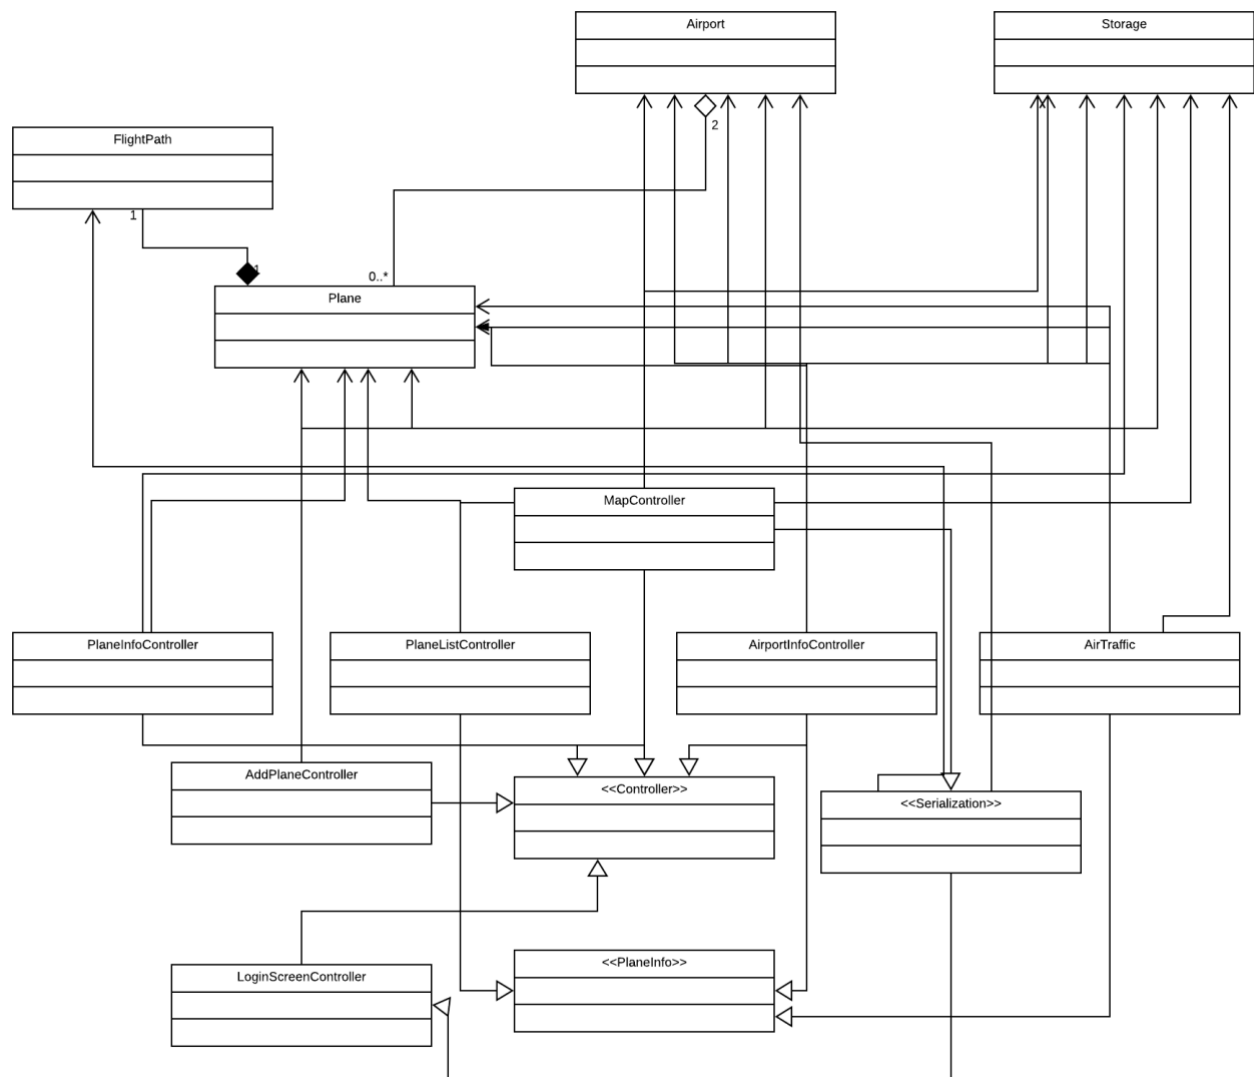 Airport
Storage
2
FlightPath
1
1
0..*
Plane
MapController
PlaneInfoController
PlaneListController
AirportInfoController
AirTraffic
AddPlaneController
<<Controller>>
<<Serialization>>
<<PlaneInfo>>
LoginScreenController